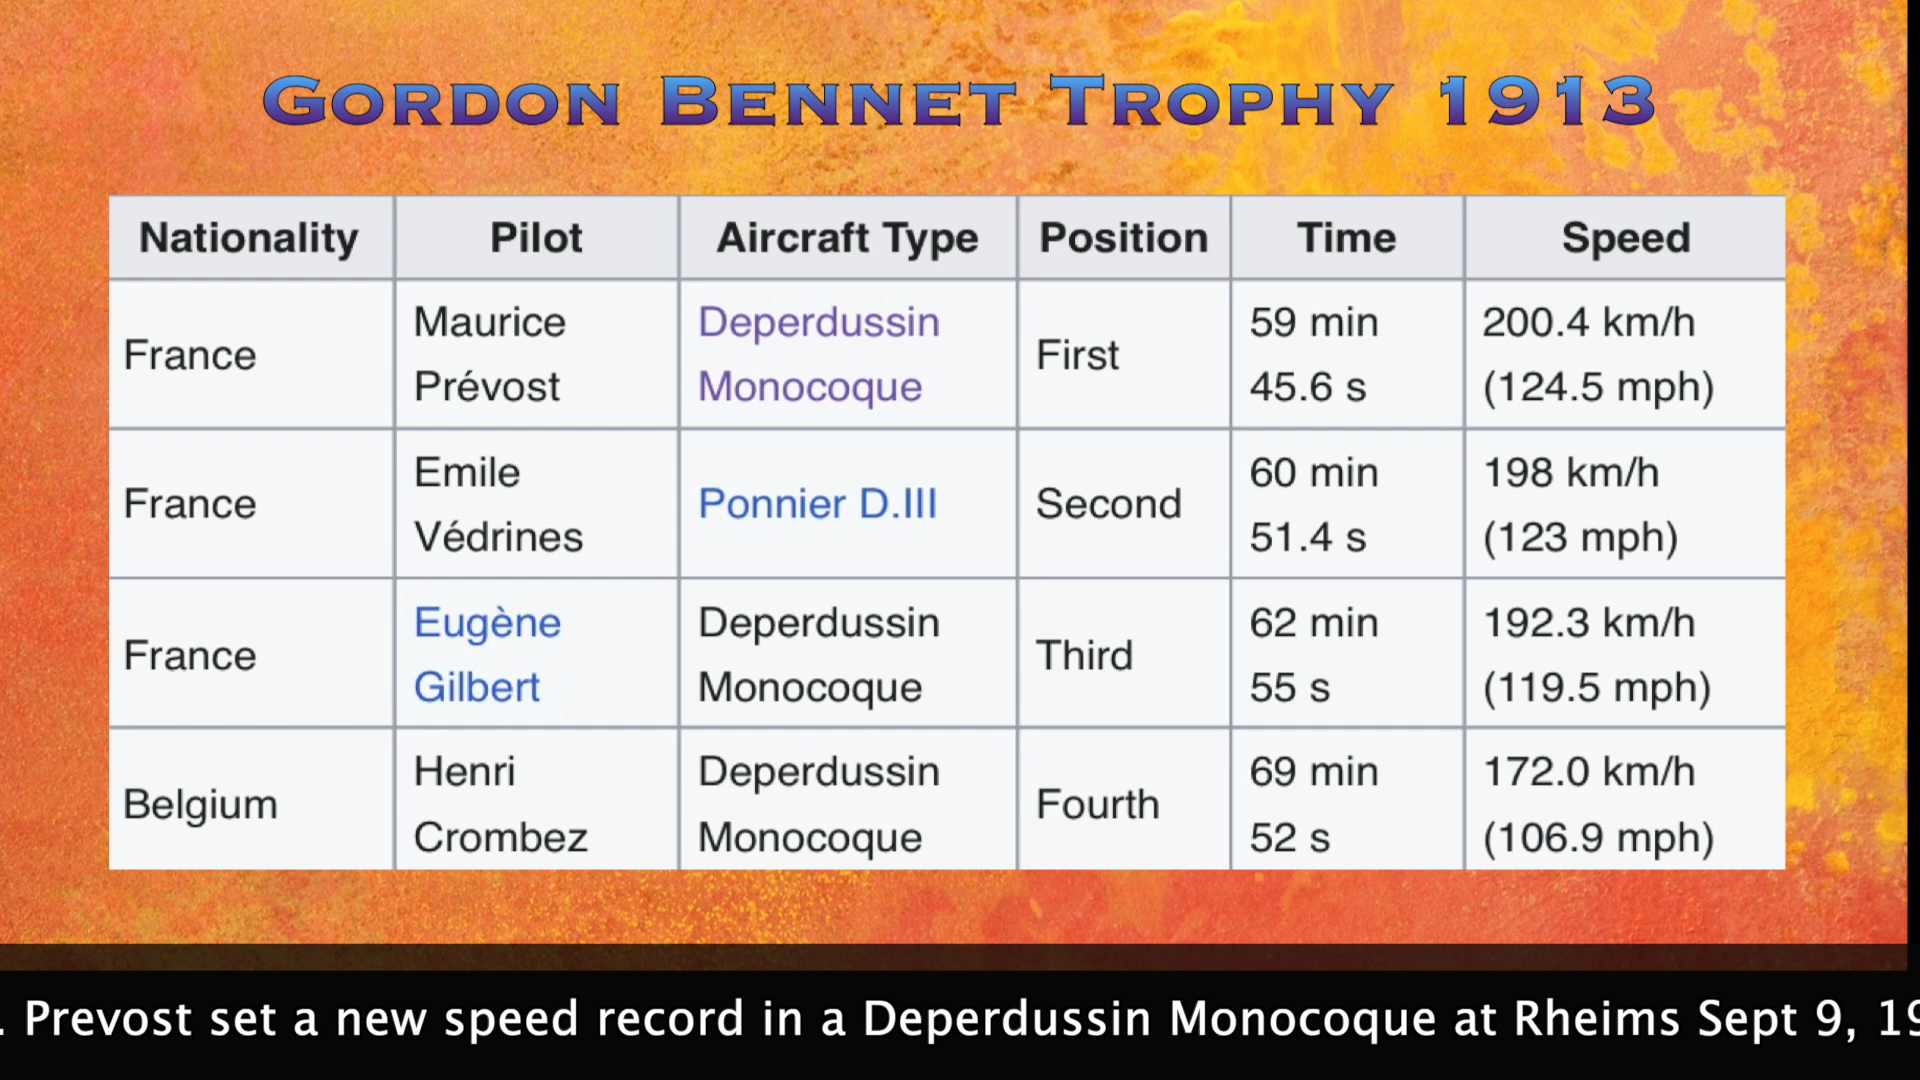 GORDON BENNET TROPHY 1913
Nationality Pilot Aircraft Type Position Time Speed
France Maurice Prévost Deperdussin Monocoque First 59 min 45.6 s 200.4 km/h (124.5 mph)
France Emile Védrines Ponnier D.III Second 60 min 51.4 s 198 km/h (123 mph)
France Eugène Gilbert Deperdussin Monocoque Third 62 min 55 s 192.3 km/h (119.5 mph)
Belgium Henri Crombez Deperdussin Monocoque Fourth 69 min 52 s 172.0 km/h (106.9 mph)
. Prevost set a new speed record in a Deperdussin Monocoque at Rheims Sept 9, 19